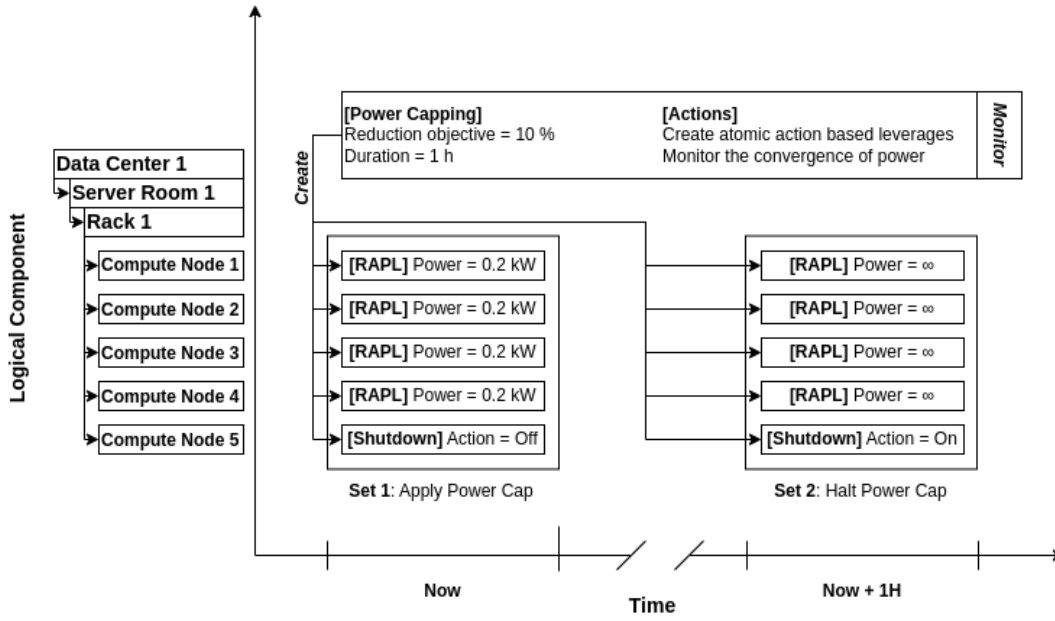 [Power Capping]
Reduction objective = 10 %
Duration = 1 h
[Actions]
Create atomic action based leverages
Monitor the convergence of power
Monitor
Create
Logical Component
Data Center 1
Server Room 1
Rack 1
Compute Node 1
Compute Node 2
Compute Node 3
Compute Node 4
Compute Node 5
[RAPL] Power = 0.2 kW
[RAPL] Power = 0.2 kW
[RAPL] Power = 0.2 kW
[RAPL] Power = 0.2 kW
[Shutdown] Action = Off
Set 1: Apply Power Cap
[RAPL] Power = ∞
[RAPL] Power = ∞
[RAPL] Power = ∞
[RAPL] Power = ∞
[Shutdown] Action = On
Set 2: Halt Power Cap
Now
Now + 1H
Time